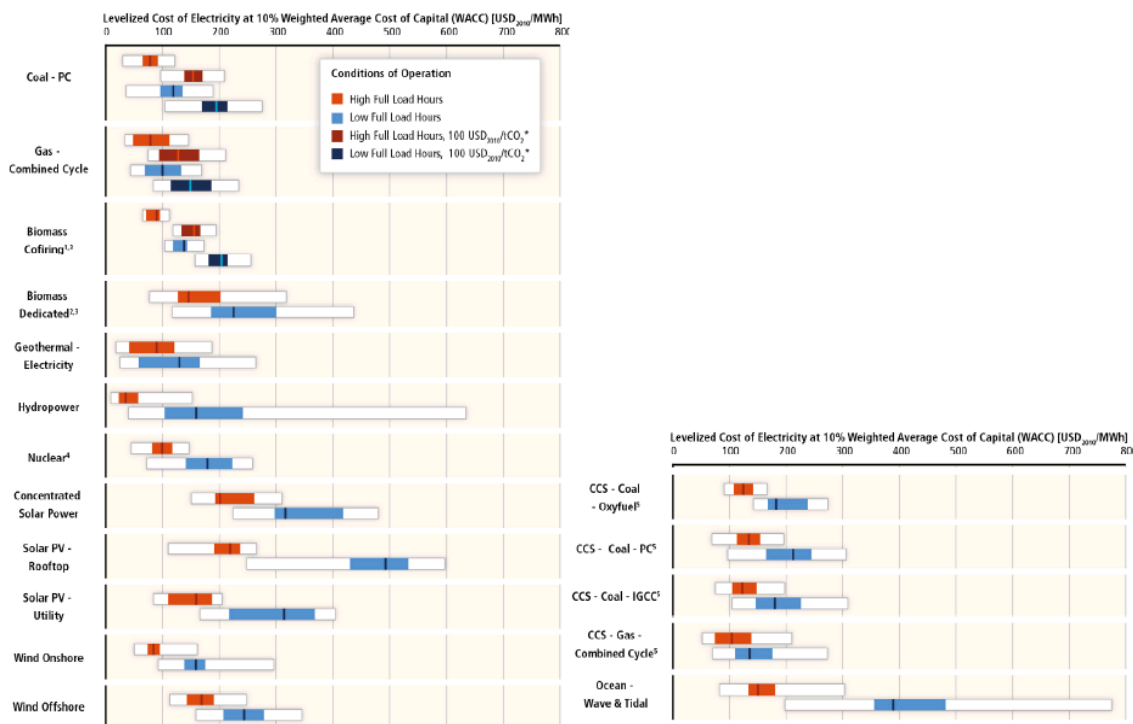 Levelized Cost of Electricity at 10% Weighted Average Cost of Capital (WACC) [USD2010/MWh]
0 100 200 300 400 500 600 700 800
Coal - PC
Conditions of Operation
High Full Load Hours
Low Full Load Hours
High Full Load Hours, 100 USD2010/tCO2*
Low Full Load Hours, 100 USD2010/tCO2*
Gas -
Combined Cycle
Biomass
Cofiring1,3
Biomass
Dedicated2,3
Geothermal -
Electricity
Hydropower
Nuclear4
Concentrated
Solar Power
Solar PV -
Rooftop
Solar PV -
Utility
Wind Onshore
Wind Offshore
Levelized Cost of Electricity at 10% Weighted Average Cost of Capital (WACC) [USD2010/MWh]
0 100 200 300 400 500 600 700 80
CCS - Coal
- Oxyfuel5
CCS - Coal - PC5
CCS - Coal - IGCC5
CCS - Gas -
Combined Cycle5
Ocean -
Wave & Tidal